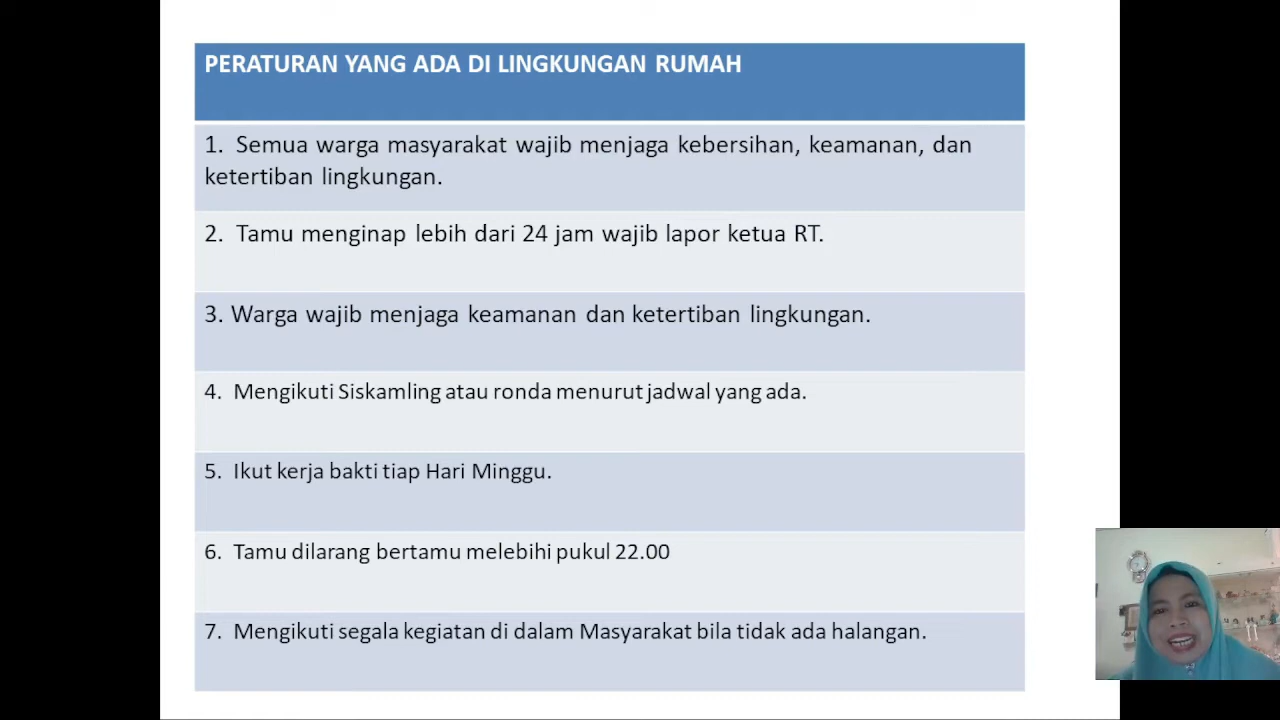 PERATURAN YANG ADA DI LINGKUNGAN RUMAH
1. Semua warga masyarakat wajib menjaga kebersihan, keamanan, dan
ketertiban lingkungan.
2. Tamu menginap lebih dari 24 jam wajib lapor ketua RT.
3. Warga wajib menjaga keamanan dan ketertiban lingkungan.
4. Mengikuti Siskamling atau ronda menurut jadwal yang ada.
5. Ikut kerja bakti tiap Hari Minggu.
6. Tamu dilarang bertamu melebihi pukul 22.00
7. Mengikuti segala kegiatan di dalam Masyarakat bila tidak ada halangan.